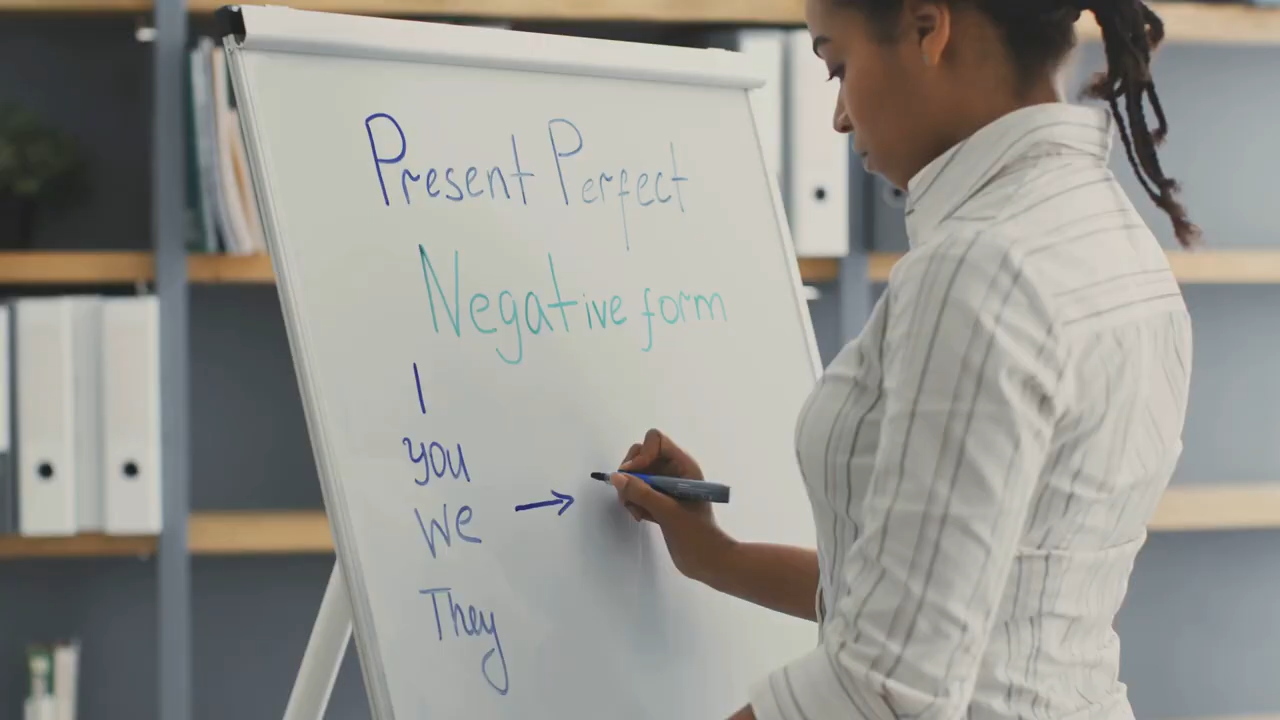 Present Perfect
Negative form
I
you
We →
They